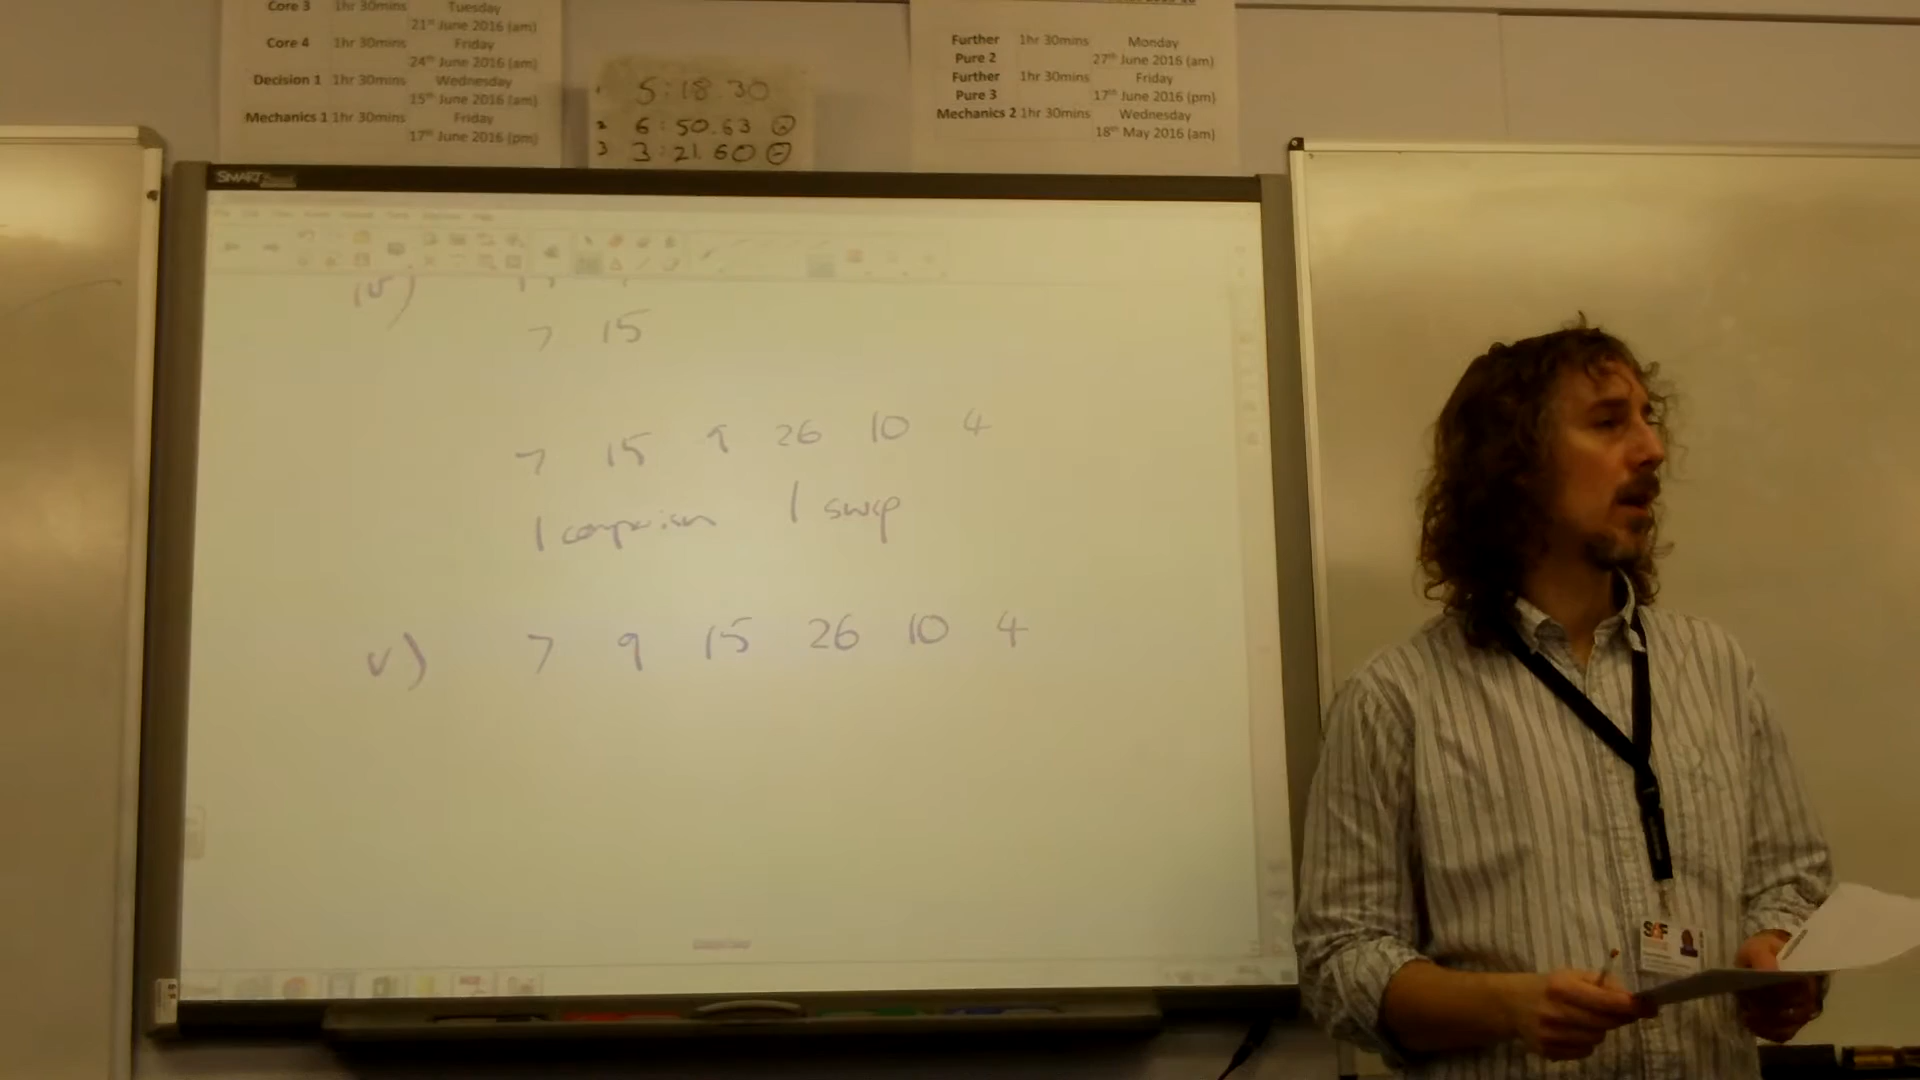 Core 3 1hr 30mins Tuesday
21st June 2016 (am)
Core 4 1hr 30mins Friday
24th June 2016 (am)
Decision 1 1hr 30mins Wednesday
15th June 2016 (am)
Mechanics 1 1hr 30mins Friday
17th June 2016 (pm)
5:18.30
2 6:50.63
3 3:21.60
Further 1hr 30mins Monday
Pure 2 27th June 2016 (am)
Further 1hr 30mins Friday
Pure 3 17th June 2016 (pm)
Mechanics 2 1hr 30mins Wednesday
18th May 2016 (am)
SMART
iv)
7 15
7 15 9 26 10 4
1 comparison 1 swap
v) 7 9 15 26 10 4